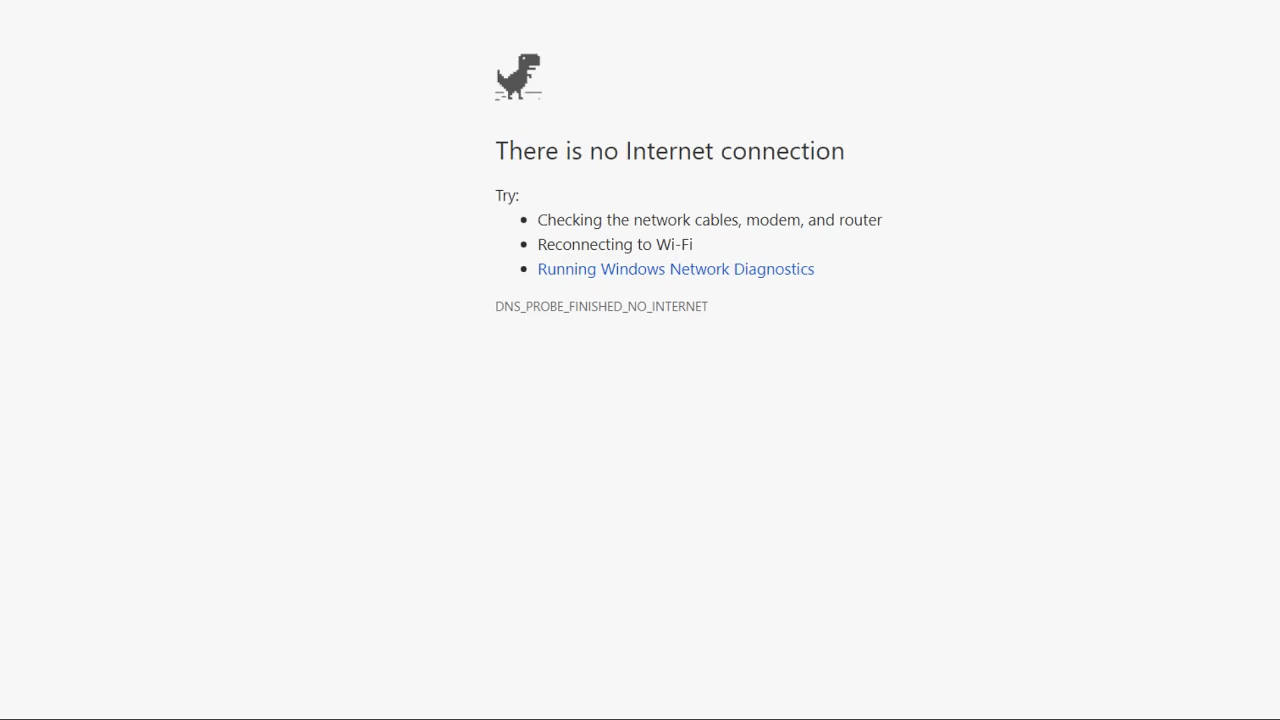 There is no Internet connection
Try:
Checking the network cables, modem, and router
Reconnecting to Wi-Fi
Running Windows Network Diagnostics
DNS_PROBE_FINISHED_NO_INTERNET